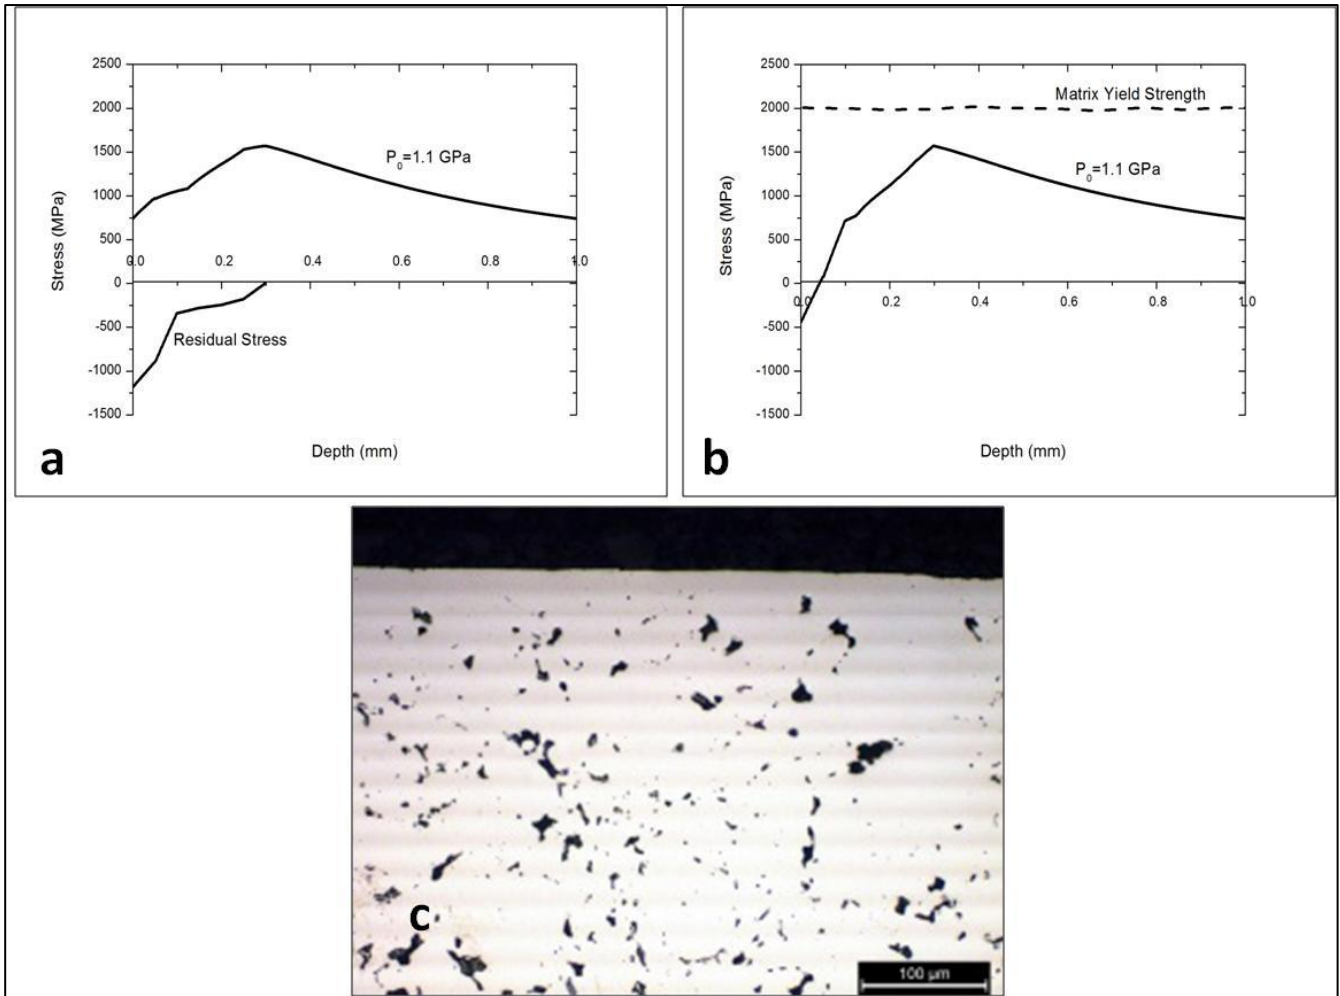 2500
2000
1500
1000
500
0
-500
-1000
-1500
Stress (MPa)
P0=1.1 GPa
0.0 0.2 0.4 0.6 0.8 1.0
Residual Stress
Depth (mm)
a
2500
2000
1500
1000
500
0
-500
-1000
-1500
Stress (MPa)
Matrix Yield Strength
P0=1.1 GPa
0.0 0.2 0.4 0.6 0.8 1.0
Depth (mm)
b
c
100 µm